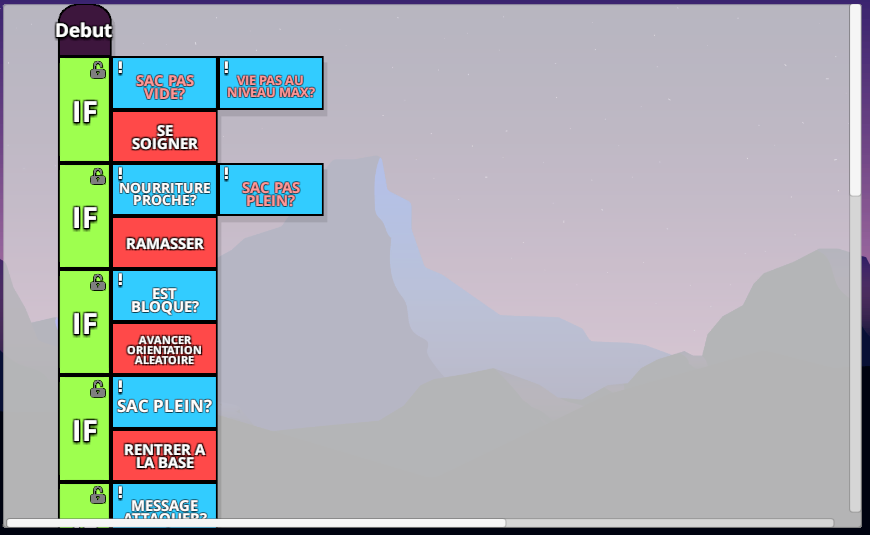 Debut
IF
!
SAC PAS
VIDE?
!
VIE PAS AU
NIVEAU MAX?
SE
SOIGNER
IF
!
NOURRITURE
PROCHE?
!
SAC PAS
PLEIN?
RAMASSER
IF
!
EST
BLOQUE?
AVANCER
ORIENTATION
ALEATOIRE
IF
!
SAC PLEIN?
RENTRER A
LA BASE
!
MESSAGE
ATTAQUER?